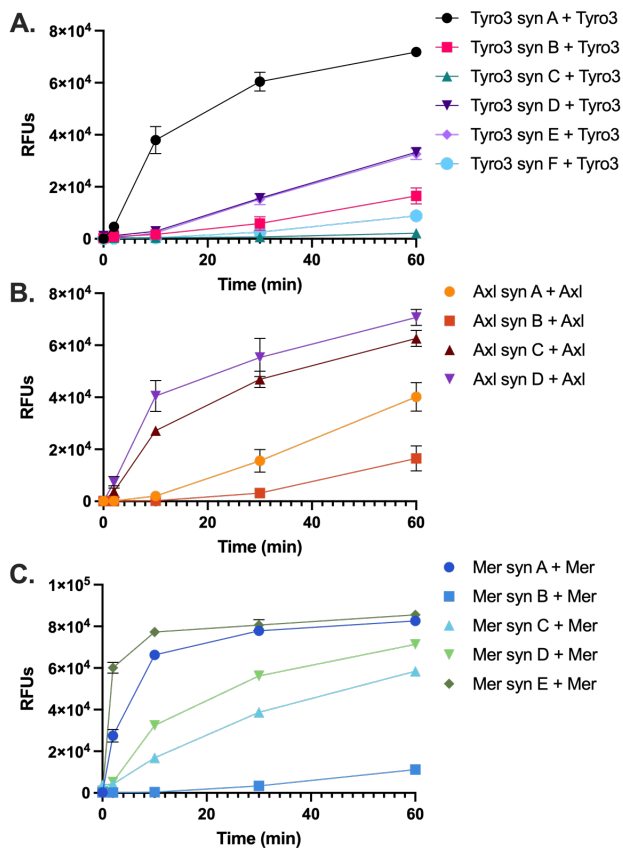 A.
8×10⁴
6×10⁴
4×10⁴
2×10⁴
0
0
20
40
60
RFUs
Time (min)
Tyro3 syn A + Tyro3
Tyro3 syn B + Tyro3
Tyro3 syn C + Tyro3
Tyro3 syn D + Tyro3
Tyro3 syn E + Tyro3
Tyro3 syn F + Tyro3
B.
8×10⁴
6×10⁴
4×10⁴
2×10⁴
0
0
20
40
60
RFUs
Time (min)
Axl syn A + Axl
Axl syn B + Axl
Axl syn C + Axl
Axl syn D + Axl
C.
1×10⁵
8×10⁴
6×10⁴
4×10⁴
2×10⁴
0
0
20
40
60
RFUs
Time (min)
Mer syn A + Mer
Mer syn B + Mer
Mer syn C + Mer
Mer syn D + Mer
Mer syn E + Mer